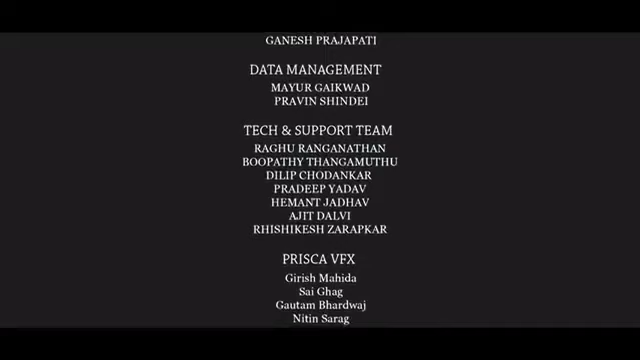 GANESH PRAJAPATI
DATA MANAGEMENT
MAYUR GAIKWAD
PRAVIN SHINDEI
TECH & SUPPORT TEAM
RAGHU RANGANATHAN
BOOPATHY THANGAMUTHU
DILIP CHODANKAR
PRADEEP YADAV
HEMANT JADHAV
AJIT DALVI
RHISHIKESH ZARAPKAR
PRISCA VFX
Girish Mahida
Sai Ghag
Gautam Bhardwaj
Nitin Sarag